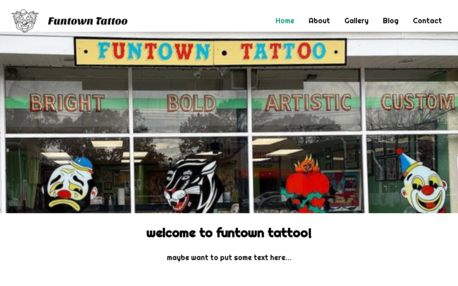 Funtown Tattoo
Home About Gallery Blog Contact
FUNTOWN • TATTOO
BRIGHT BOLD ARTISTIC CUSTOM
welcome to funtown tattoo!
maybe want to put some text here...